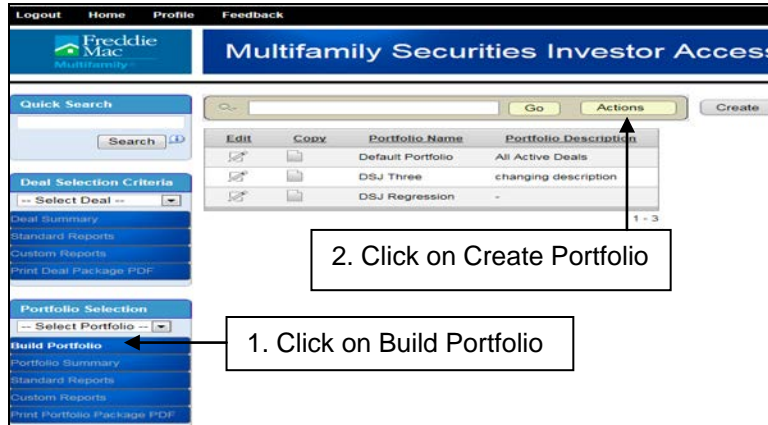 Logout Home Profile Feedback
Freddie
Mac
Multifamily
Multifamily Securities Investor Access
Quick Search
Search
Go Actions Create
Edit Copy Portfolio Name Portfolio Description
Default Portfolio All Active Deals
DSJ Three changing description
DSJ Regression -
1 - 3
Deal Selection Criteria
-- Select Deal --
Deal Summary
Standard Reports
Custom Reports
Print Deal Package PDF
2. Click on Create Portfolio
Portfolio Selection
-- Select Portfolio --
Build Portfolio
1. Click on Build Portfolio
Portfolio Summary
Standard Reports
Custom Reports
Print Portfolio Package PDF